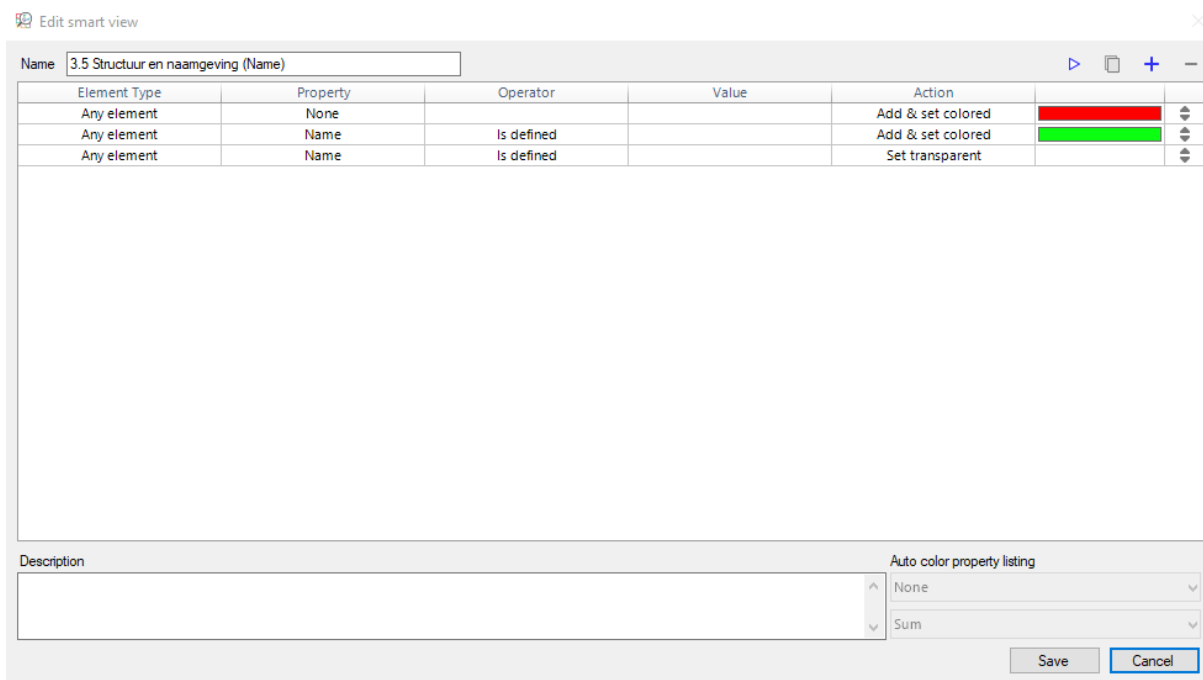 Edit smart view
Name 3.5 Structuur en naamgeving (Name)
Element Type Property Operator Value Action
Any element None Add & set colored
Any element Name Is defined Add & set colored
Any element Name Is defined Set transparent
Description Auto color property listing
None
Sum
Save Cancel